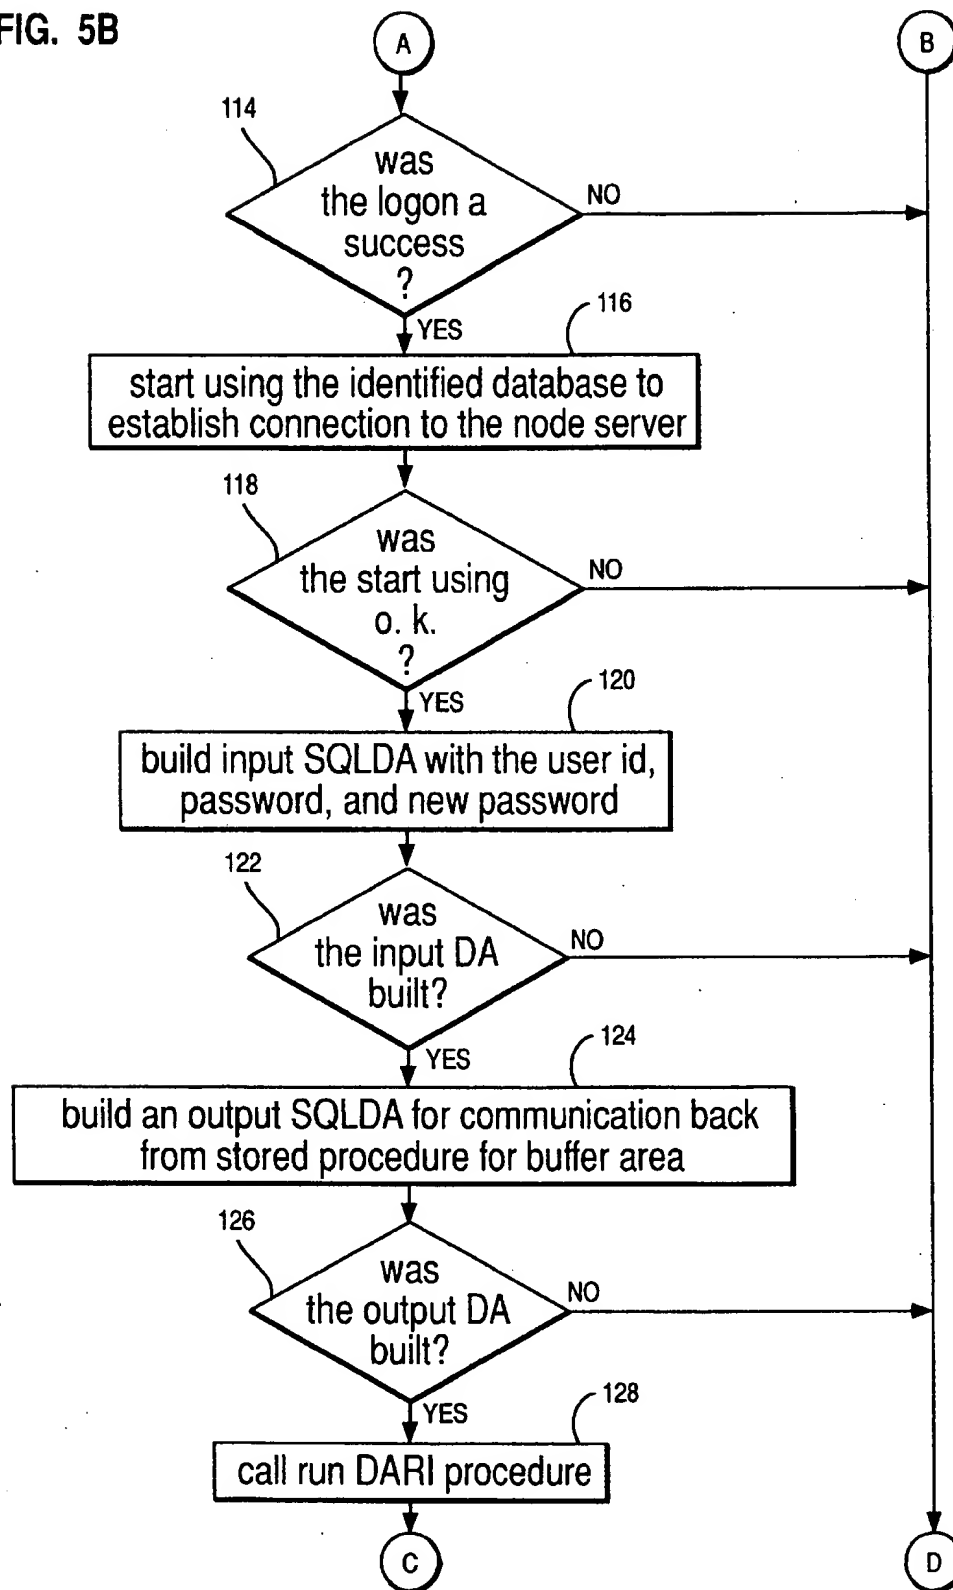 FIG. 5B
A
B
114
was
the logon a
success
?
NO
YES
116
start using the identified database to
establish connection to the node server
118
was
the start using
o. k.
?
NO
YES
120
build input SQLDA with the user id,
password, and new password
122
was
the input DA
built?
NO
YES
124
build an output SQLDA for communication back
from stored procedure for buffer area
126
was
the output DA
built?
NO
YES
128
call run DARI procedure
C
D